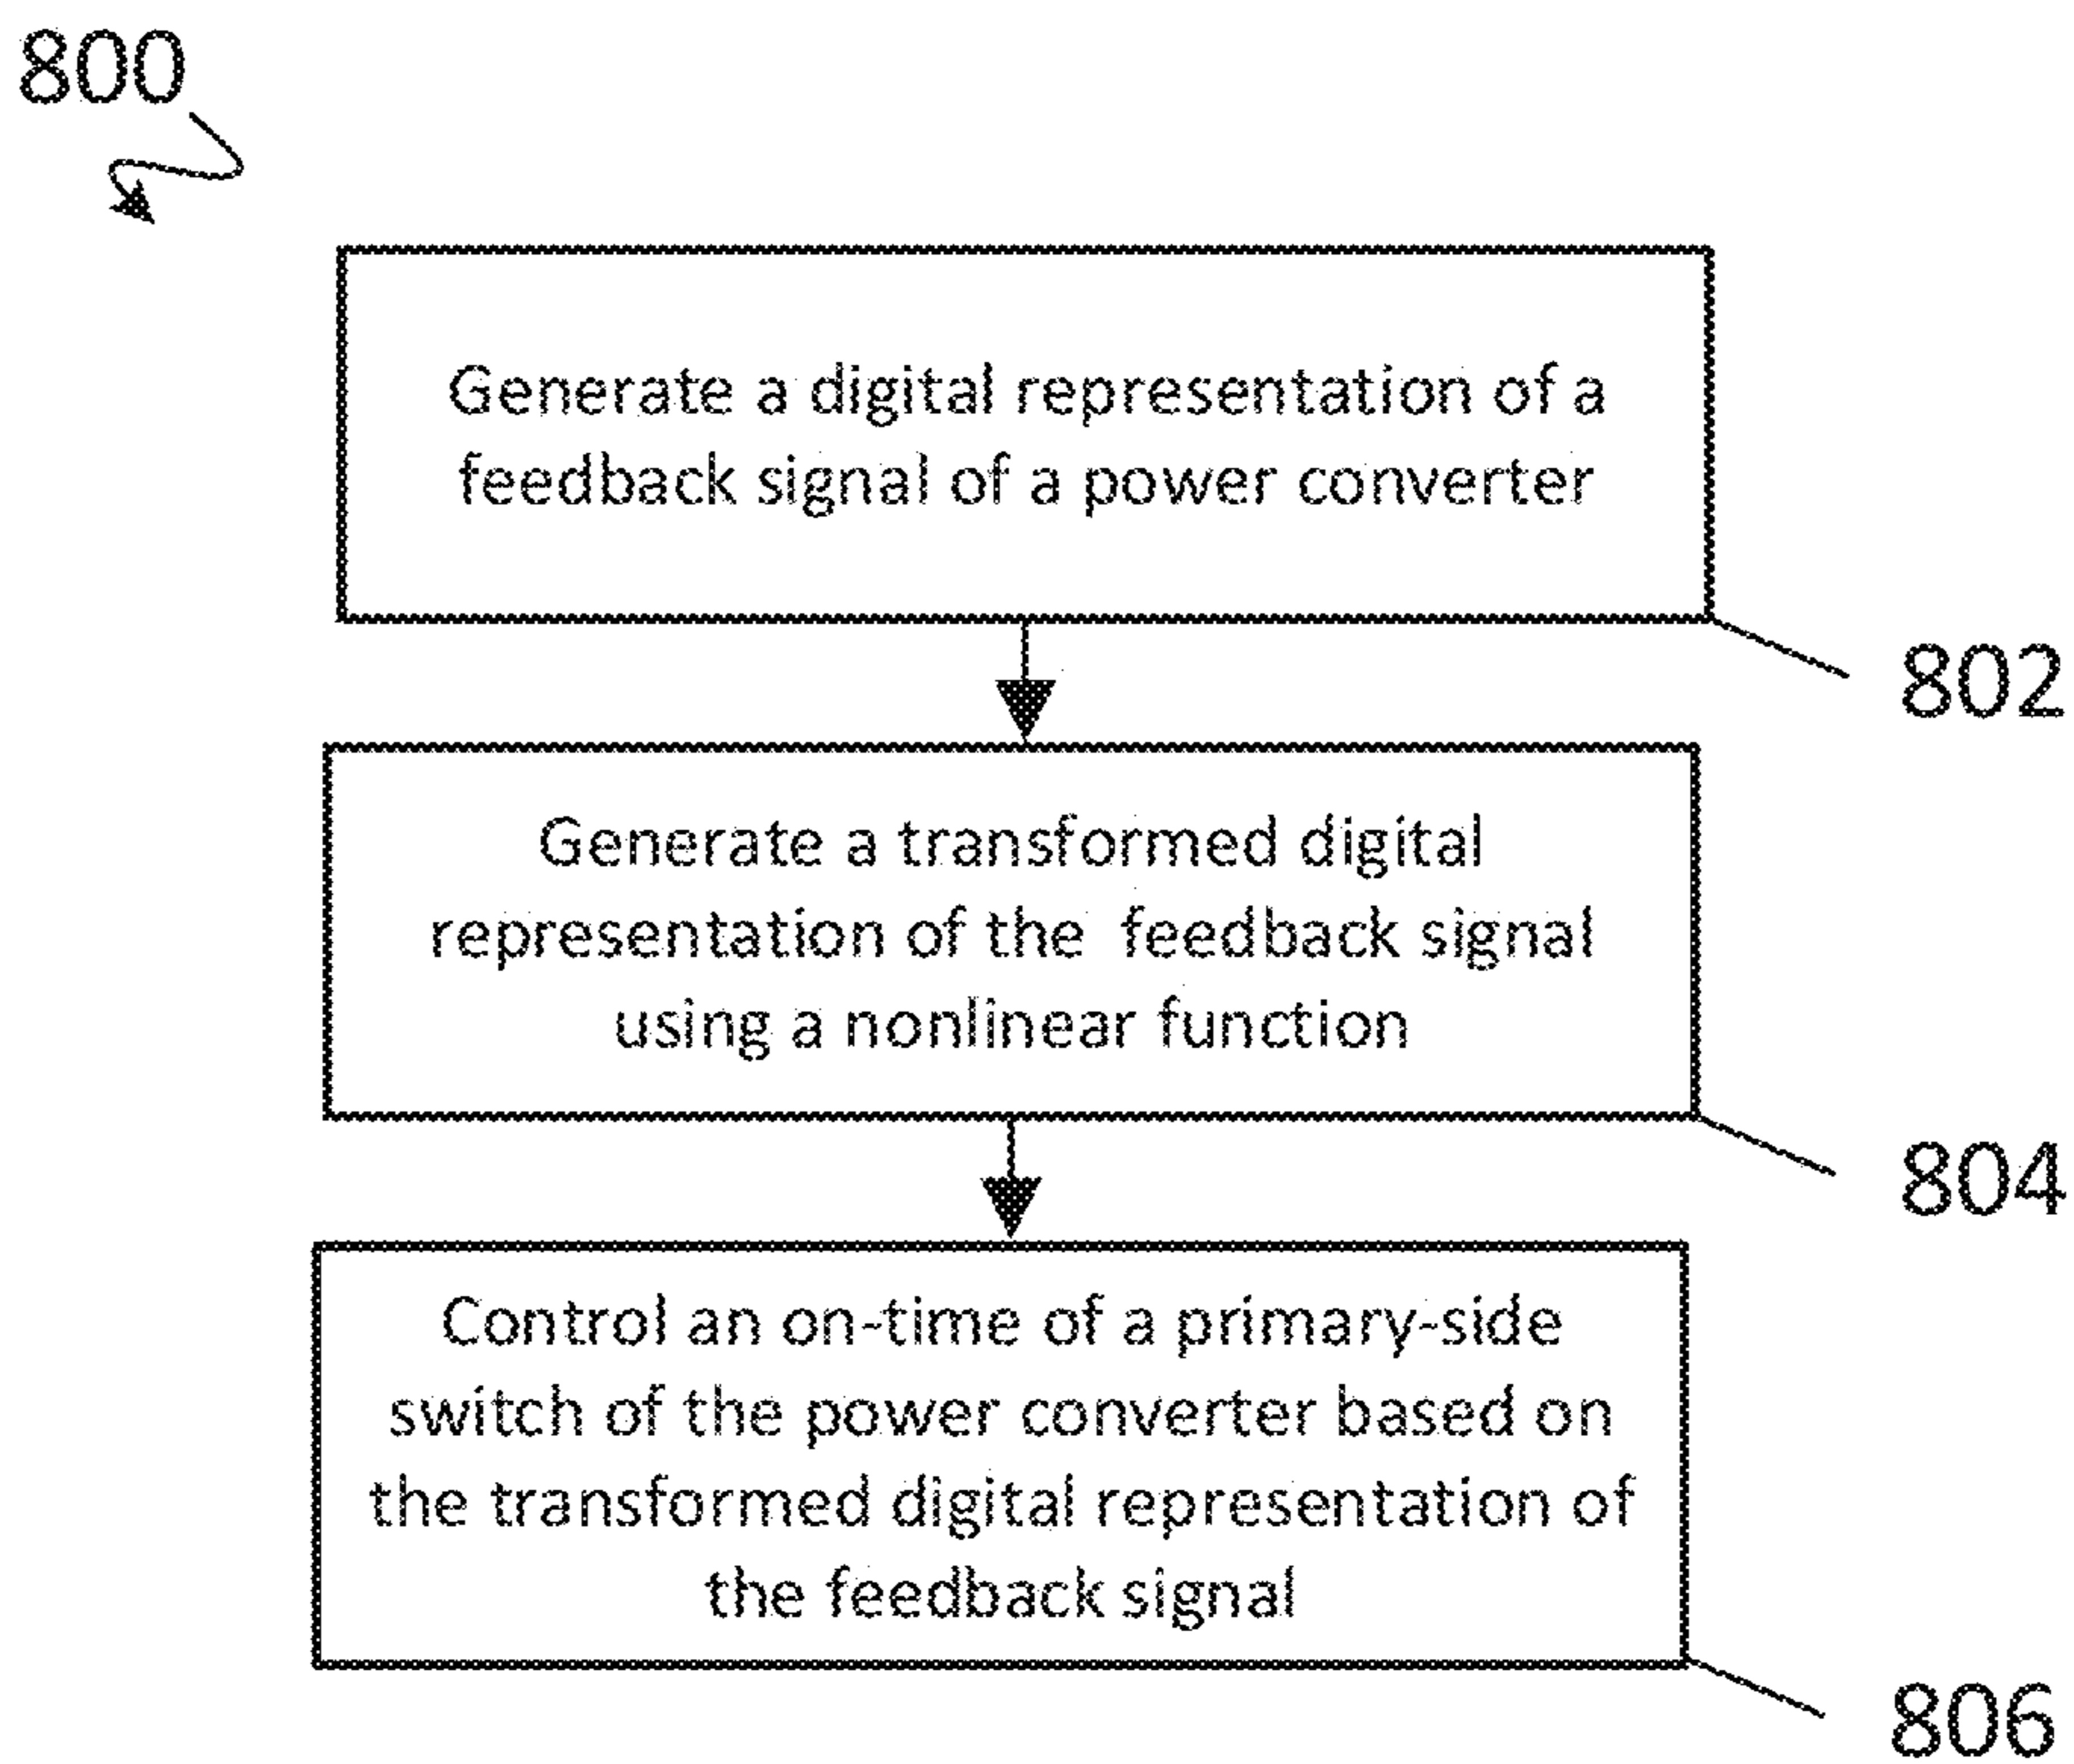 800
Generate a digital representation of a
feedback signal of a power converter
802
Generate a transformed digital
representation of the feedback signal
using a nonlinear function
804
Control an on-time of a primary-side
switch of the power converter based on
the transformed digital representation of
the feedback signal
806